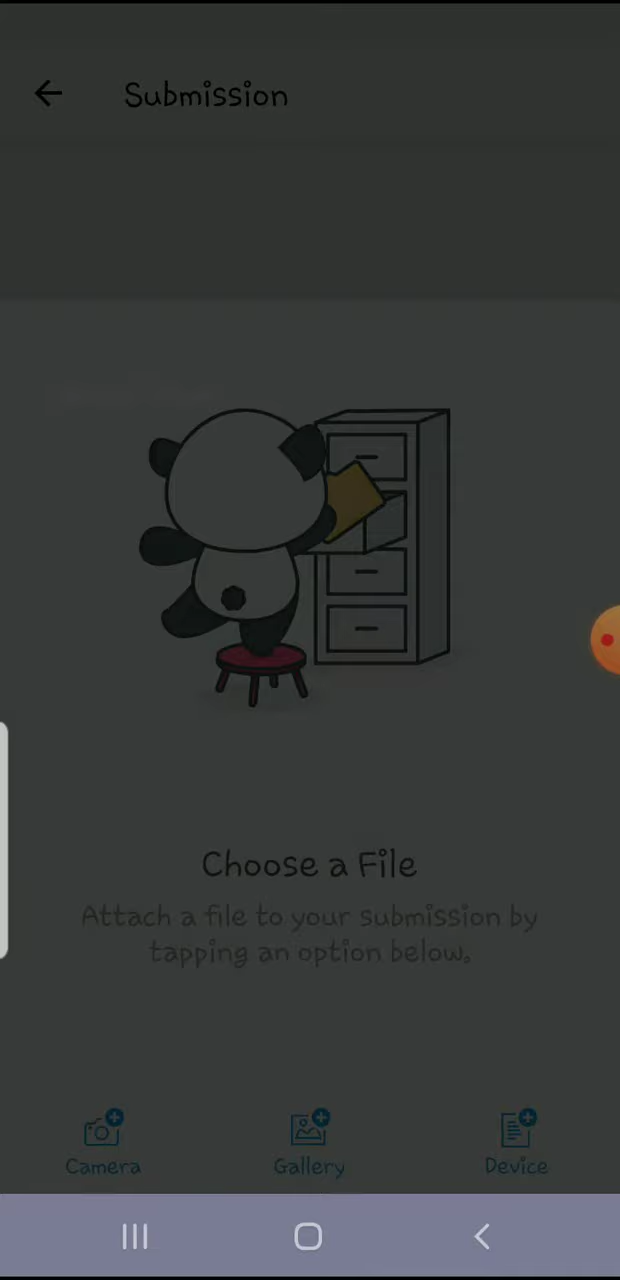 Submission
Choose a File
Attach a file to your submission by
tapping an option below.
Camera
Gallery
Device